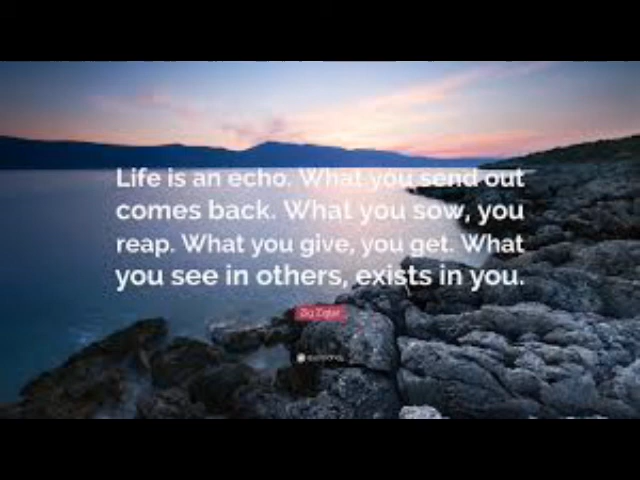 Life is an echo. What you send out
comes back. What you sow, you
reap. What you give, you get. What
you see in others, exists in you.
Zig Ziglar